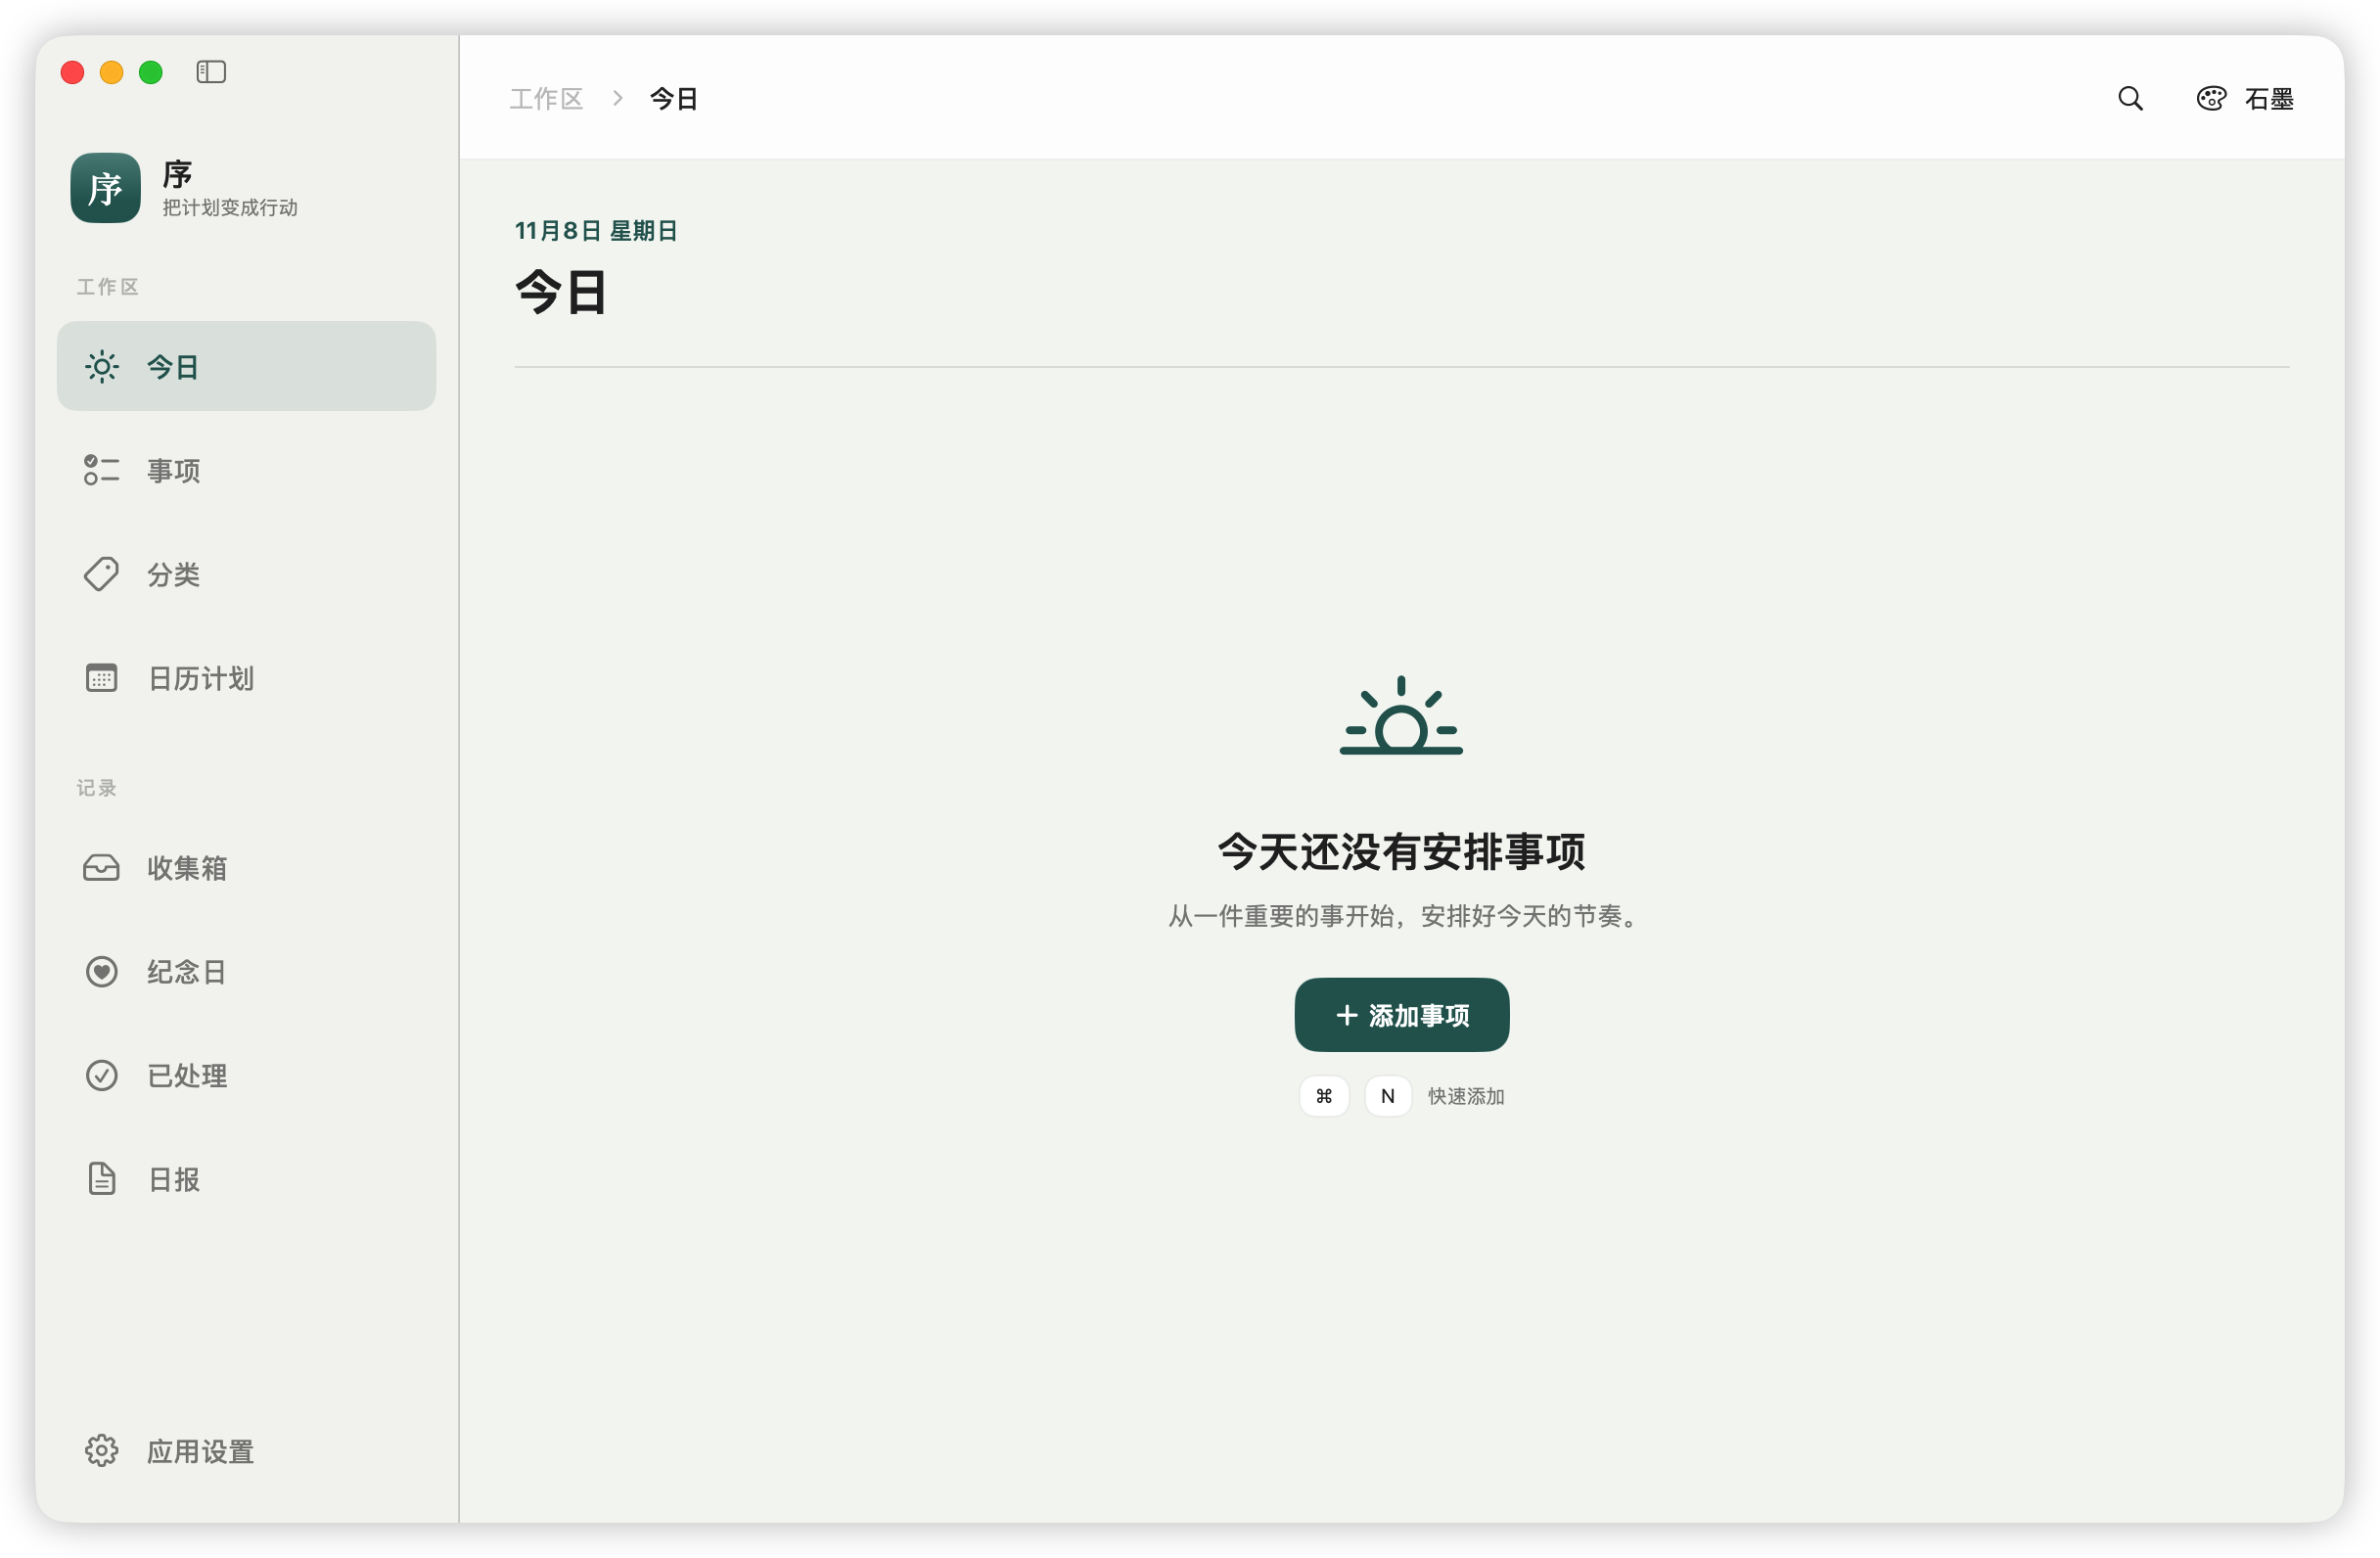 序
序
把计划变成行动
工作区
今日
事项
分类
日历计划
记录
收集箱
纪念日
已处理
日报
应用设置
工作区 > 今日
石墨
11月8日 星期日
今日
今天还没有安排事项
从一件重要的事开始，安排好今天的节奏。
+ 添加事项
⌘ N 快速添加